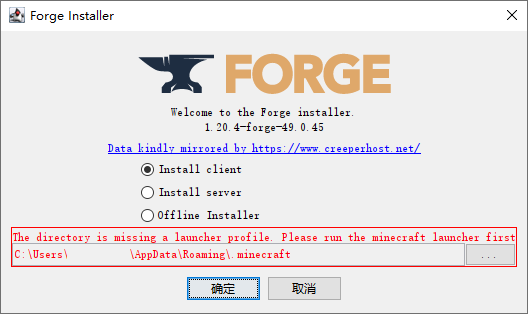 Forge Installer
FORGE
Welcome to the Forge installer.
1.20.4-forge-49.0.45
Data kindly mirrored by https://www.creeperhost.net/
Install client
Install server
Offline Installer
The directory is missing a launcher profile. Please run the minecraft launcher first
C:\Users\ \AppData\Roaming\.minecraft
...
确定 取消